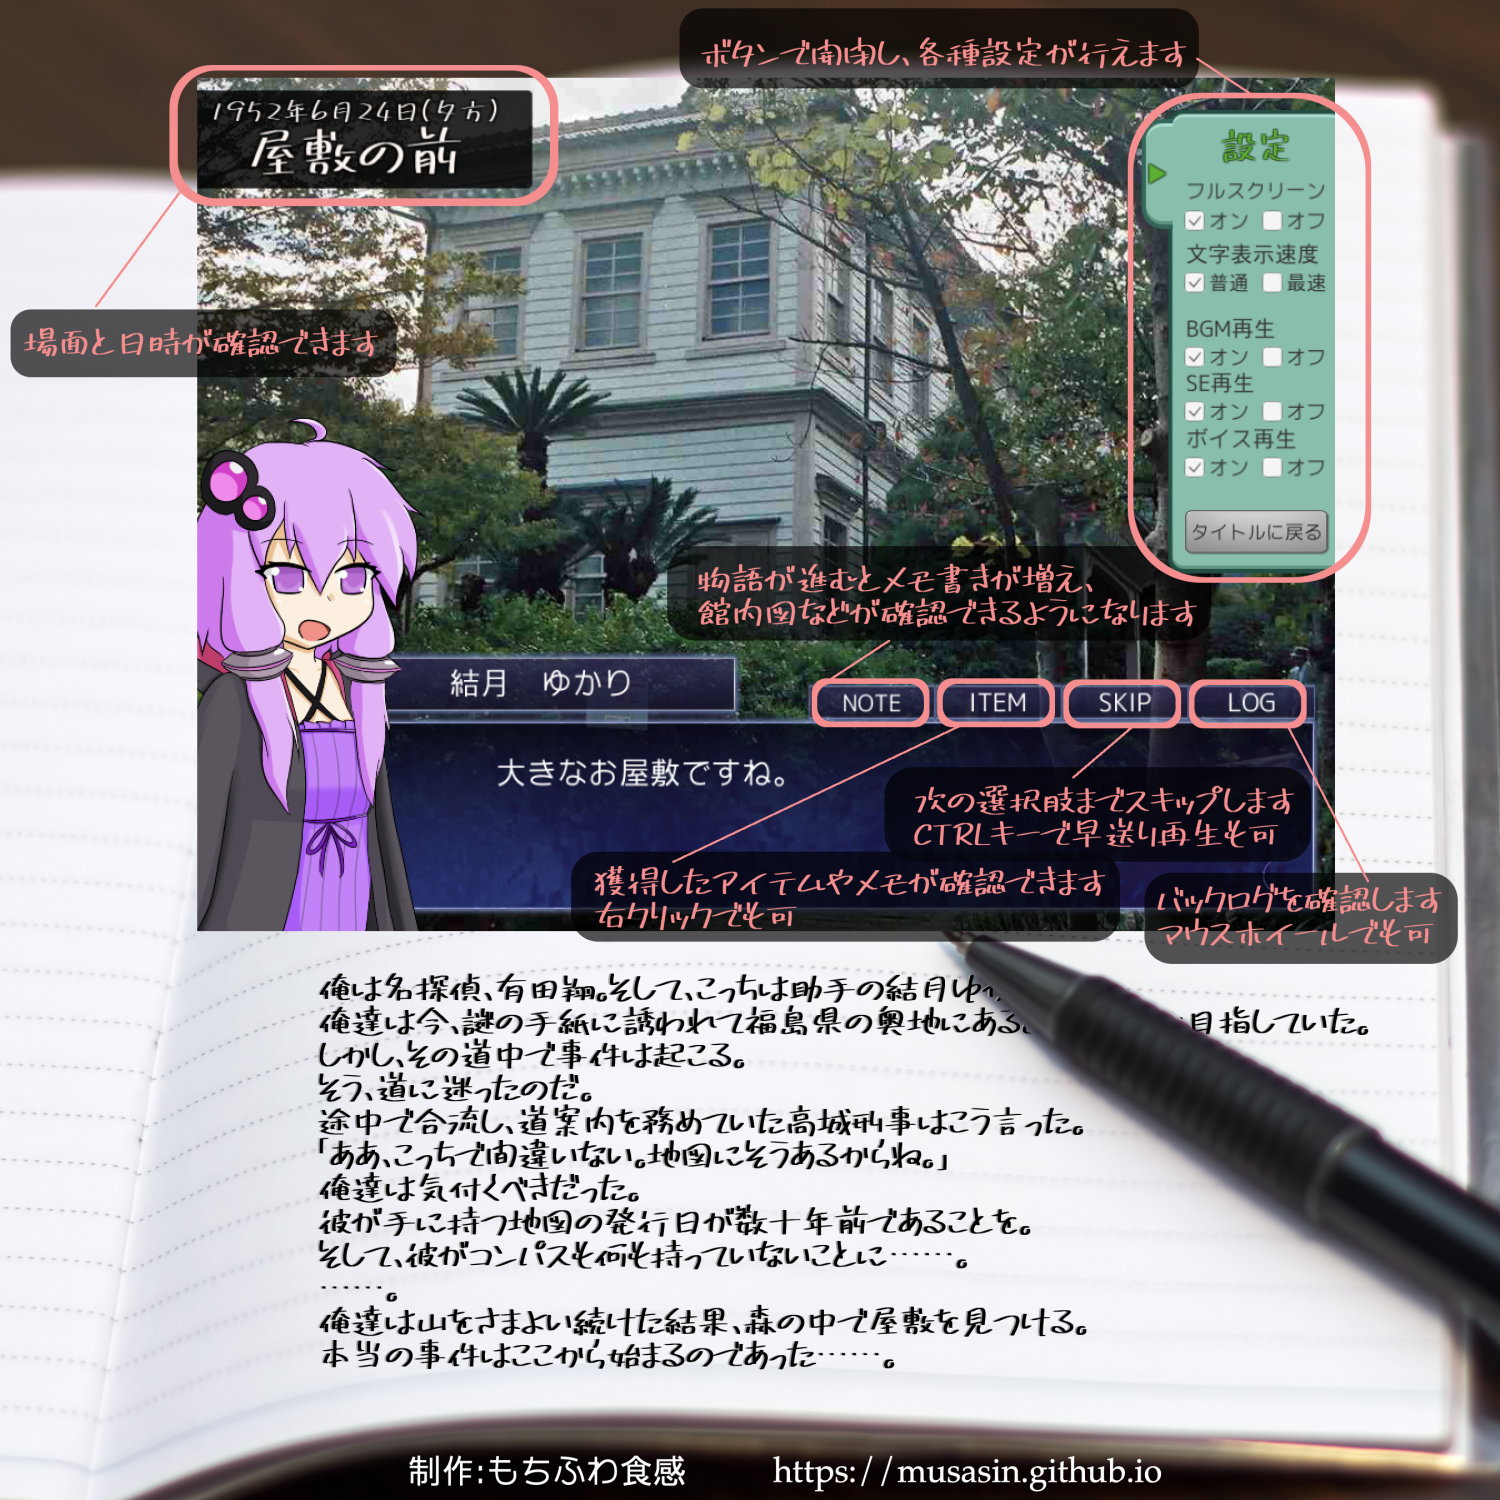 ボタンで開閉し、各種設定が行えます
1952年6月24日(夕方)
屋敷の前
場面と日時が確認できます
設定
フルスクリーン
オン オフ
文字表示速度
普通 最速
BGM再生
オン オフ
SE再生
オン オフ
ボイス再生
オン オフ
タイトルに戻る
物語が進むとメモ書きが増え、
館内図などが確認できるようになります
結月 ゆかり
NOTE ITEM SKIP LOG
大きなお屋敷ですね。
次の選択肢までスキップします
CTRLキーで早送り再生も可
獲得したアイテムやメモが確認できます
右クリックでも可
バックログを確認します
マウスホイールでも可
俺は名探偵、有田翔。そして、こっちは助手の結月ゆ
俺達は今、謎の手紙に誘われて福島県の奥地にある 目指していた。
しかし、その道中で事件は起こる。
そう、道に迷ったのだ。
途中で合流し、道案内を務めていた高城刑事はこう言った。
「ああ、こっちで間違いない。地図にそうあるからね。」
俺達は気付くべきだった。
彼が手に持つ地図の発行日が数十年前であることを。
そして、彼がコンパスも何も持っていないことに……。
……。
俺達は山をさまよい続けた結果、森の中で屋敷を見つける。
本当の事件はここから始まるのであった……。
制作:もちふわ食感 https://musasin.github.io